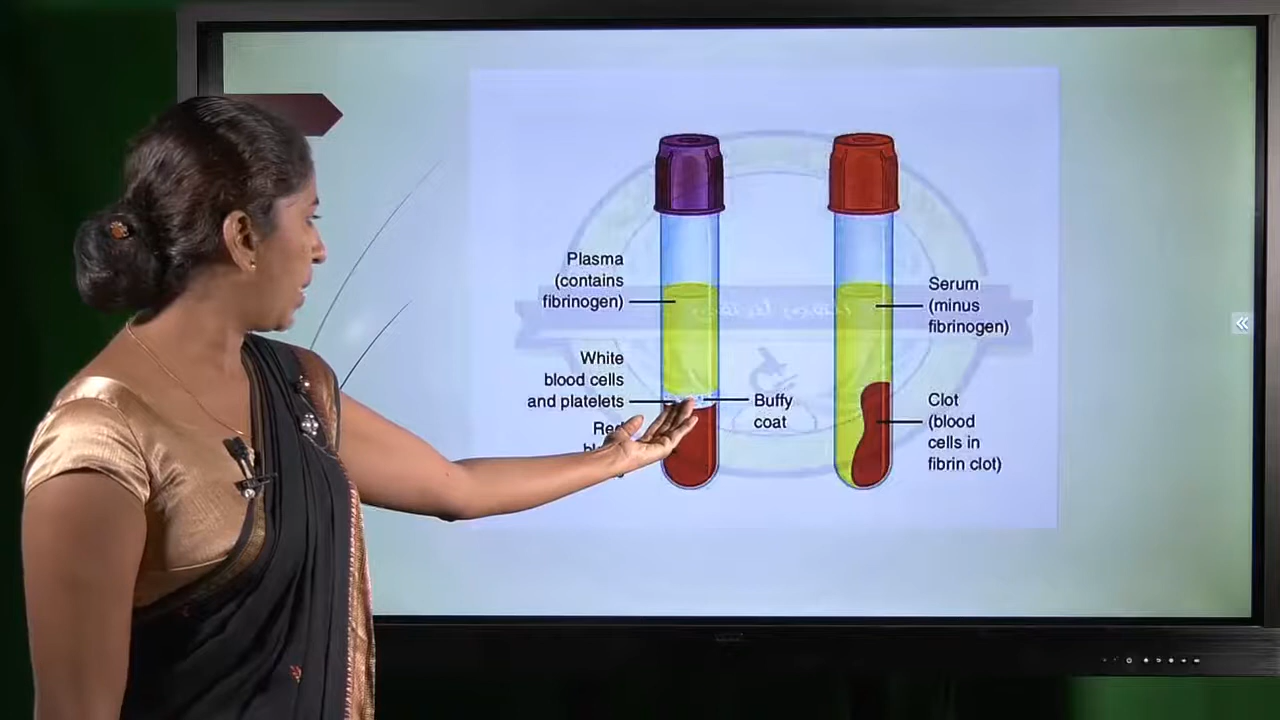 Plasma
(contains
fibrinogen)
White
blood cells
and platelets
Buffy
coat
Serum
(minus
fibrinogen)
Clot
(blood
cells in
fibrin clot)